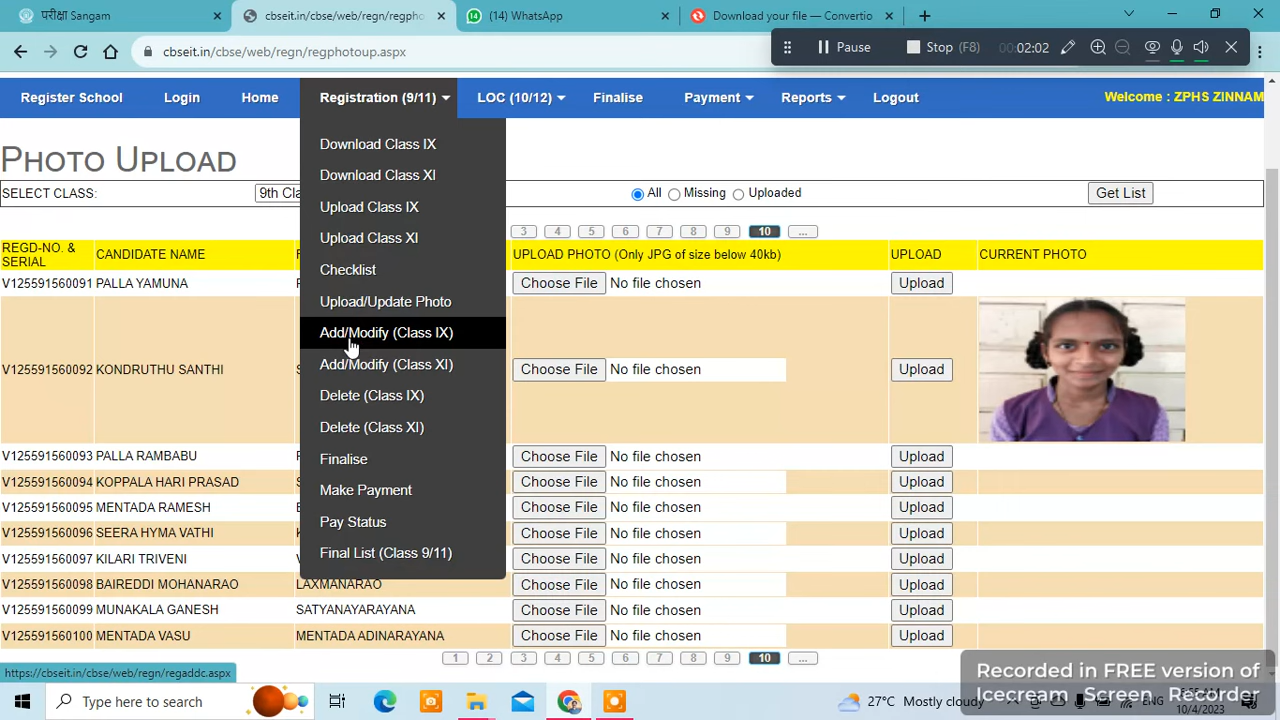 परीक्षा Sangam
cbseit.in/cbse/web/regn/regpho
(14) WhatsApp
Download your file — Convertio
cbseit.in/cbse/web/regn/regphotoup.aspx
Pause
Stop (F8)
00:02:02
Register School
Login
Home
Registration (9/11)
LOC (10/12)
Finalise
Payment
Reports
Logout
Welcome : ZPHS ZINNAM
Download Class IX
Download Class XI
Upload Class IX
Upload Class XI
Checklist
Upload/Update Photo
Add/Modify (Class IX)
Add/Modify (Class XI)
Delete (Class IX)
Delete (Class XI)
Finalise
Make Payment
Pay Status
Final List (Class 9/11)
PHOTO UPLOAD
SELECT CLASS: 9th Cla All Missing Uploaded Get List
3 4 5 6 7 8 9 10 ...
REGD-NO. & SERIAL CANDIDATE NAME UPLOAD PHOTO (Only JPG of size below 40kb) UPLOAD CURRENT PHOTO
V125591560091 PALLA YAMUNA Choose File No file chosen Upload
V125591560092 KONDRUTHU SANTHI Choose File No file chosen Upload
V125591560093 PALLA RAMBABU Choose File No file chosen Upload
V125591560094 KOPPALA HARI PRASAD Choose File No file chosen Upload
V125591560095 MENTADA RAMESH Choose File No file chosen Upload
V125591560096 SEERA HYMA VATHI Choose File No file chosen Upload
V125591560097 KILARI TRIVENI Choose File No file chosen Upload
V125591560098 BAIREDDI MOHANARAO LAXMANARAO Choose File No file chosen Upload
V125591560099 MUNAKALA GANESH SATYANAYARAYANA Choose File No file chosen Upload
V125591560100 MENTADA VASU MENTADA ADINARAYANA Choose File No file chosen Upload
1 2 3 4 5 6 7 8 9 10 ...
https://cbseit.in/cbse/web/regn/regaddc.aspx
Recorded in FREE version of
Icecream Screen Recorder
Type here to search
27°C Mostly cloudy
ENG
10/4/2023